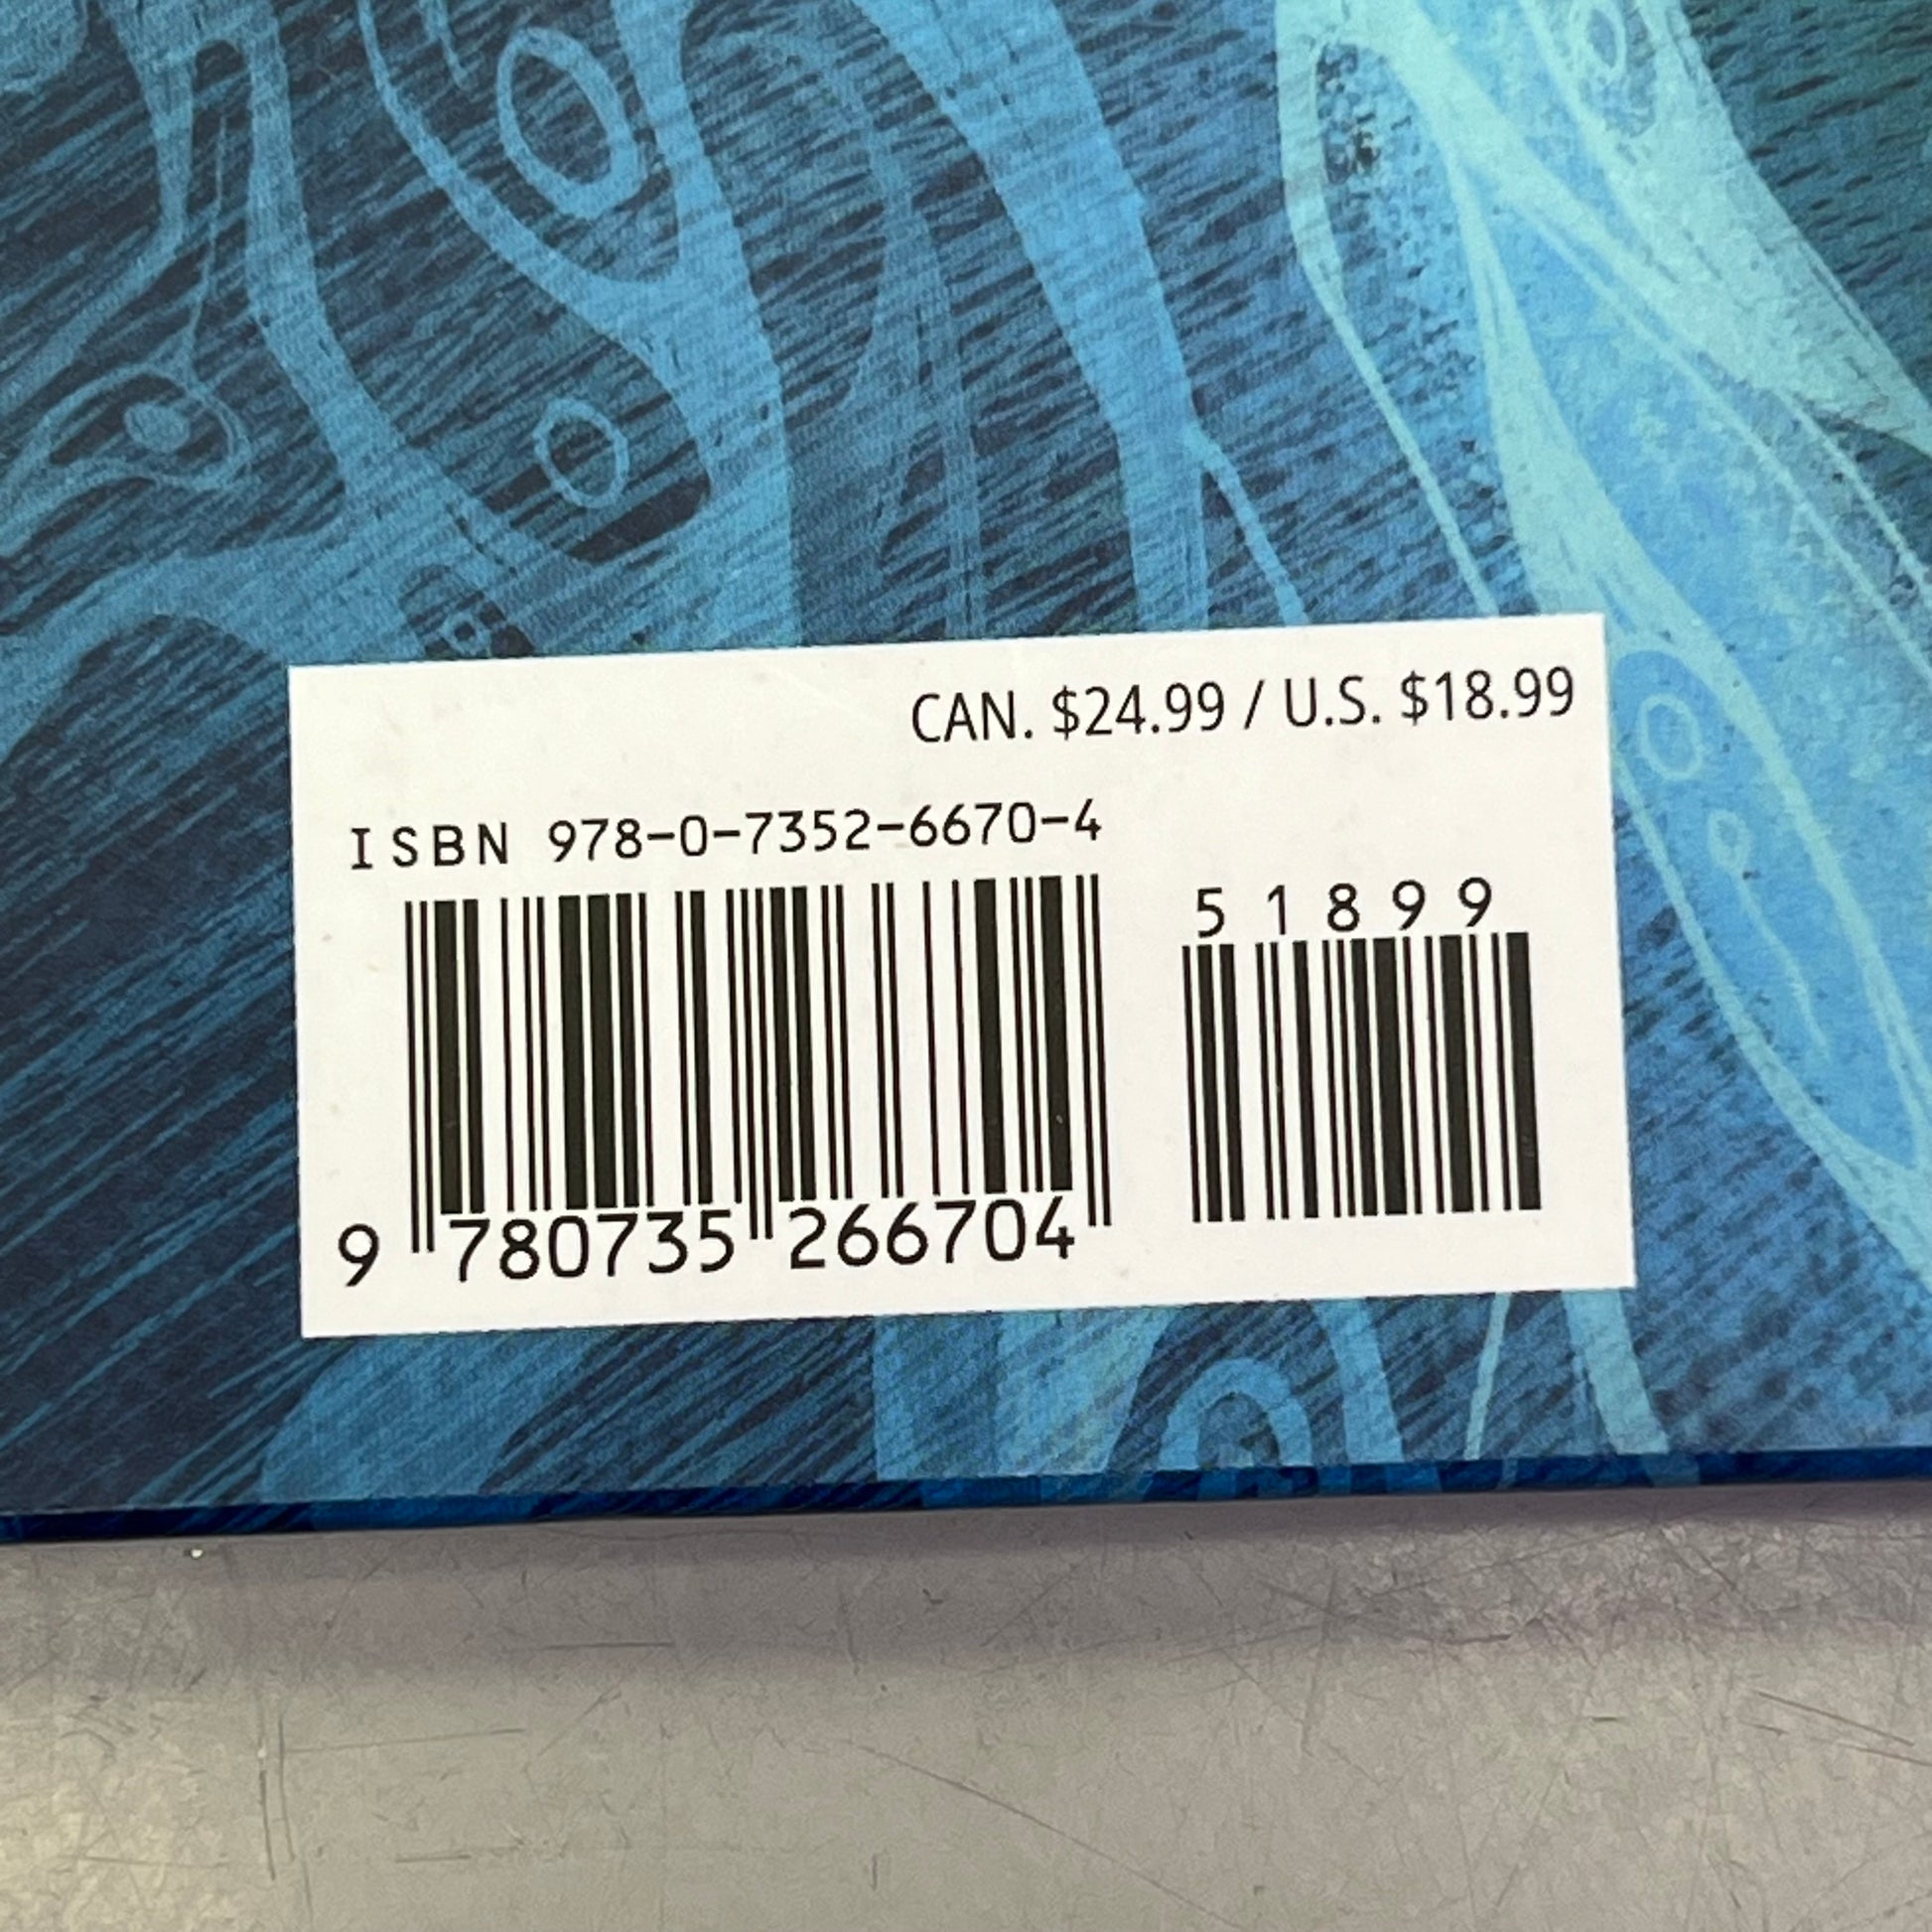 CAN. $24.99 / U.S. $18.99
ISBN 978-0-7352-6670-4
51899
9 780735 266704